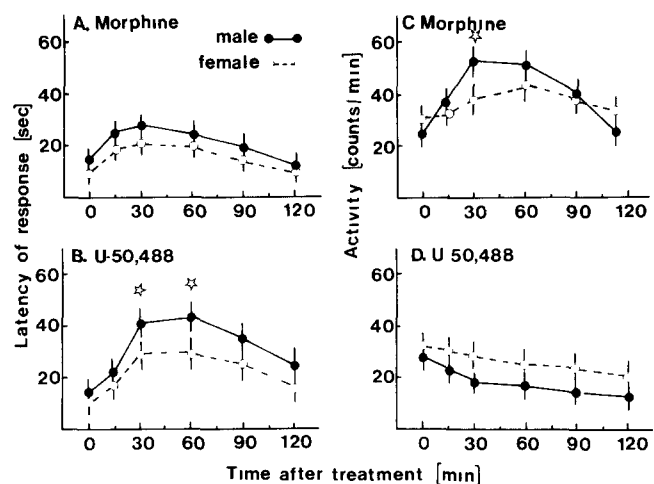 A. Morphine
male
female
60
40
20
0 30 60 90 120
Latency of response [sec]
B. U-50,488
60
40
20
0 30 60 90 120
C Morphine
60
40
20
0 30 60 90 120
Activity [counts/min]
D. U 50,488
60
40
20
0 30 60 90 120
Time after treatment [min]